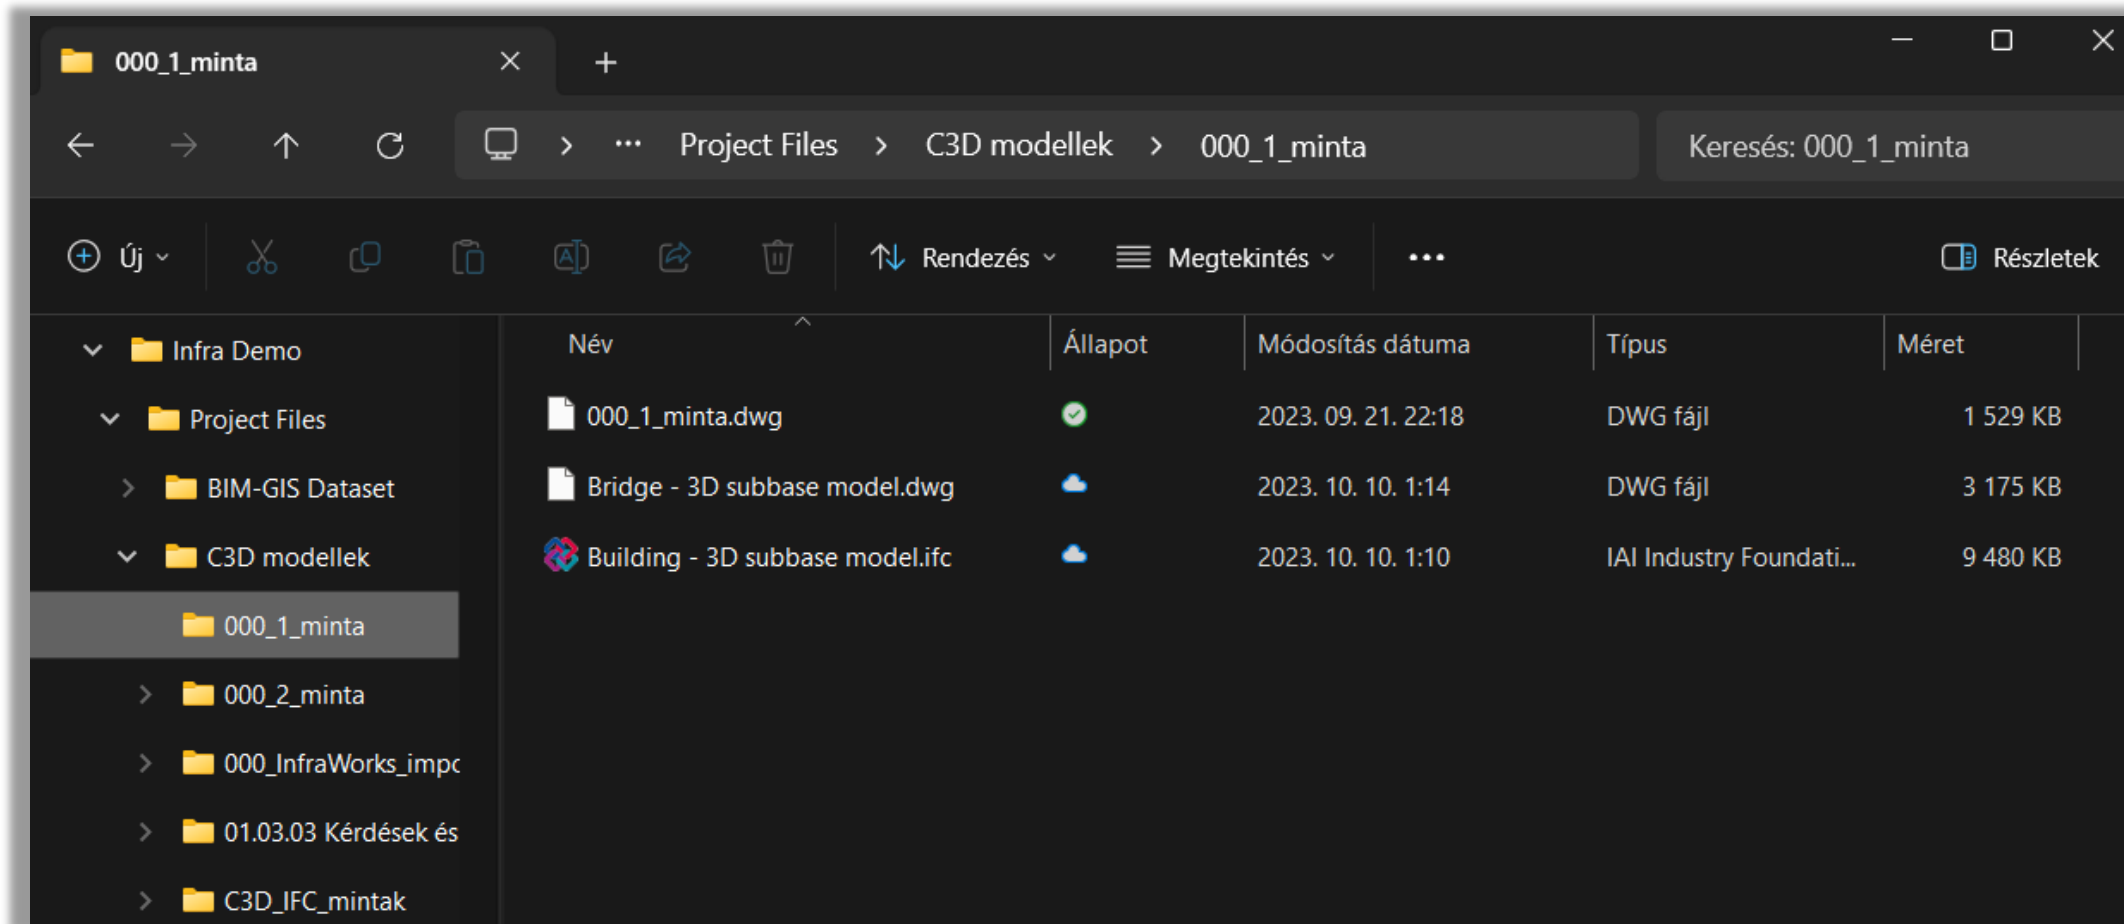 000_1_minta
Project Files > C3D modellek > 000_1_minta
Keresés: 000_1_minta
Új
Rendezés
Megtekintés
Részletek
Infra Demo
Project Files
BIM-GIS Dataset
C3D modellek
000_1_minta
000_2_minta
000_InfraWorks_impo
01.03.03 Kérdések és
C3D_IFC_mintak
Név Állapot Módosítás dátuma Típus Méret
000_1_minta.dwg 2023. 09. 21. 22:18 DWG fájl 1 529 KB
Bridge - 3D subbase model.dwg 2023. 10. 10. 1:14 DWG fájl 3 175 KB
Building - 3D subbase model.ifc 2023. 10. 10. 1:10 IAI Industry Foundati... 9 480 KB